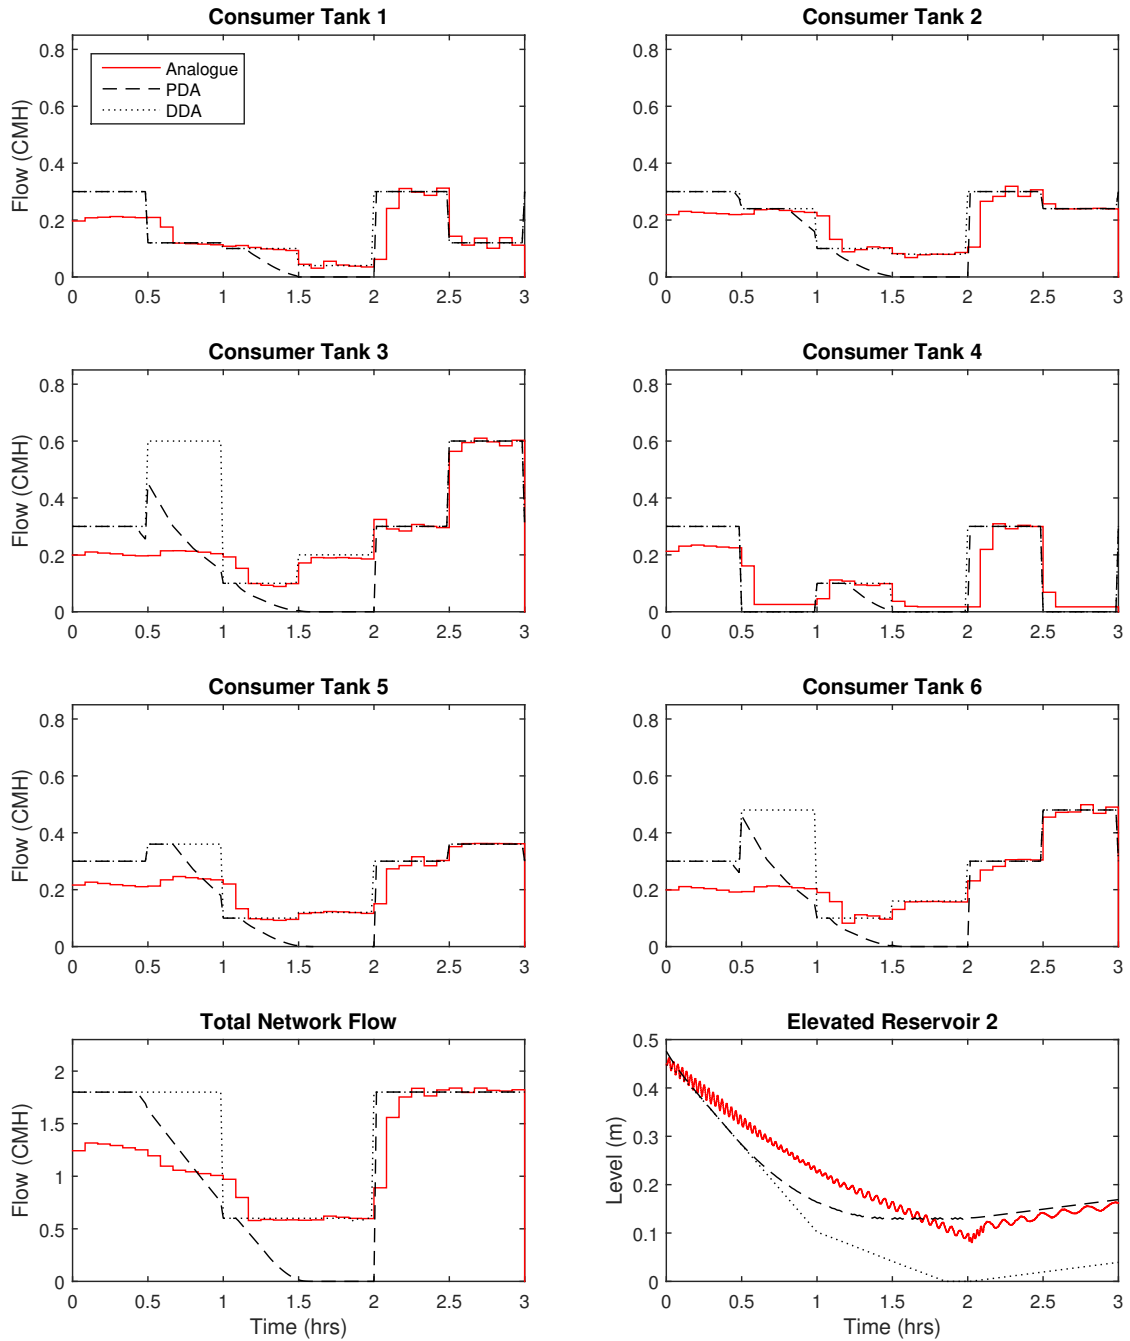 Consumer Tank 1
Consumer Tank 2
Flow (CMH)
0.8
0.6
0.4
0.2
0
Analogue
PDA
DDA
0 0.5 1 1.5 2 2.5 3
0.8
0.6
0.4
0.2
0
0 0.5 1 1.5 2 2.5 3
Consumer Tank 3
Consumer Tank 4
Flow (CMH)
0.8
0.6
0.4
0.2
0
0 0.5 1 1.5 2 2.5 3
0.8
0.6
0.4
0.2
0
0 0.5 1 1.5 2 2.5 3
Consumer Tank 5
Consumer Tank 6
Flow (CMH)
0.8
0.6
0.4
0.2
0
0 0.5 1 1.5 2 2.5 3
0.8
0.6
0.4
0.2
0
0 0.5 1 1.5 2 2.5 3
Total Network Flow
Elevated Reservoir 2
Flow (CMH)
2
1.5
1
0.5
0
0 0.5 1 1.5 2 2.5 3
Time (hrs)
Level (m)
0.5
0.4
0.3
0.2
0.1
0
0 0.5 1 1.5 2 2.5 3
Time (hrs)